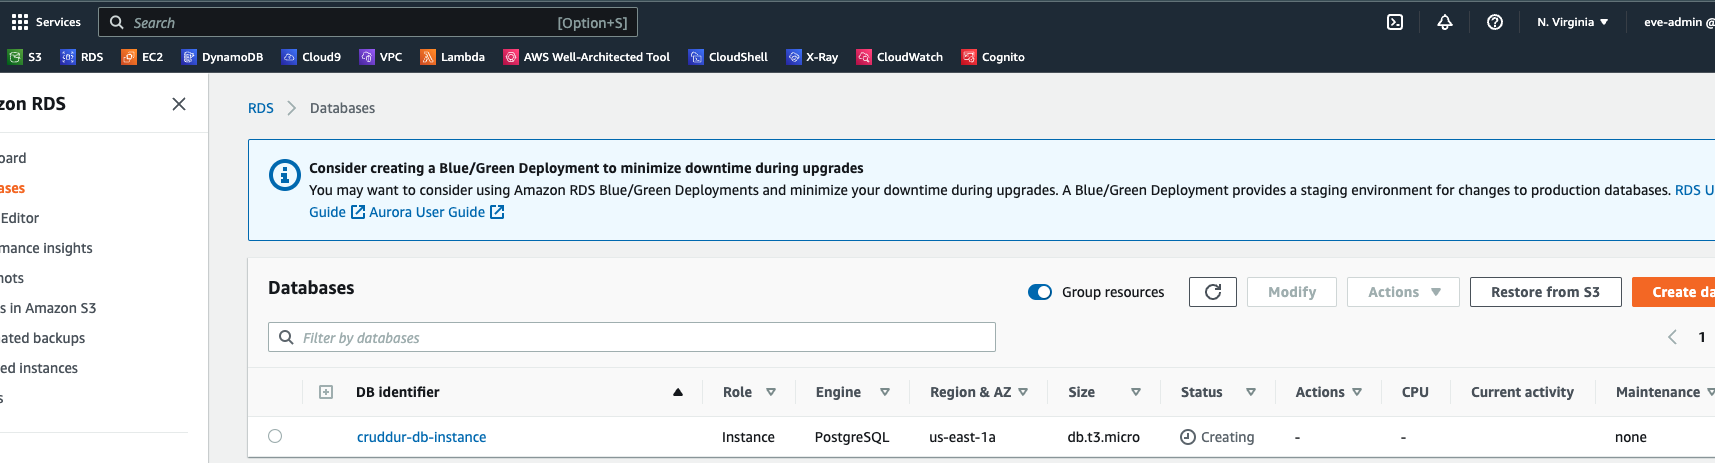 Services Search [Option+S] N. Virginia eve-admin @
S3 RDS EC2 DynamoDB Cloud9 VPC Lambda AWS Well-Architected Tool CloudShell X-Ray CloudWatch Cognito
zon RDS
oard
ases
Editor
mance insights
hots
s in Amazon S3
ated backups
ed instances
s
RDS Databases
Consider creating a Blue/Green Deployment to minimize downtime during upgrades
You may want to consider using Amazon RDS Blue/Green Deployments and minimize your downtime during upgrades. A Blue/Green Deployment provides a staging environment for changes to production databases. RDS U
Guide Aurora User Guide
Databases Group resources Modify Actions Restore from S3 Create da
Filter by databases 1
DB identifier Role Engine Region & AZ Size Status Actions CPU Current activity Maintenance
cruddur-db-instance Instance PostgreSQL us-east-1a db.t3.micro Creating - - none